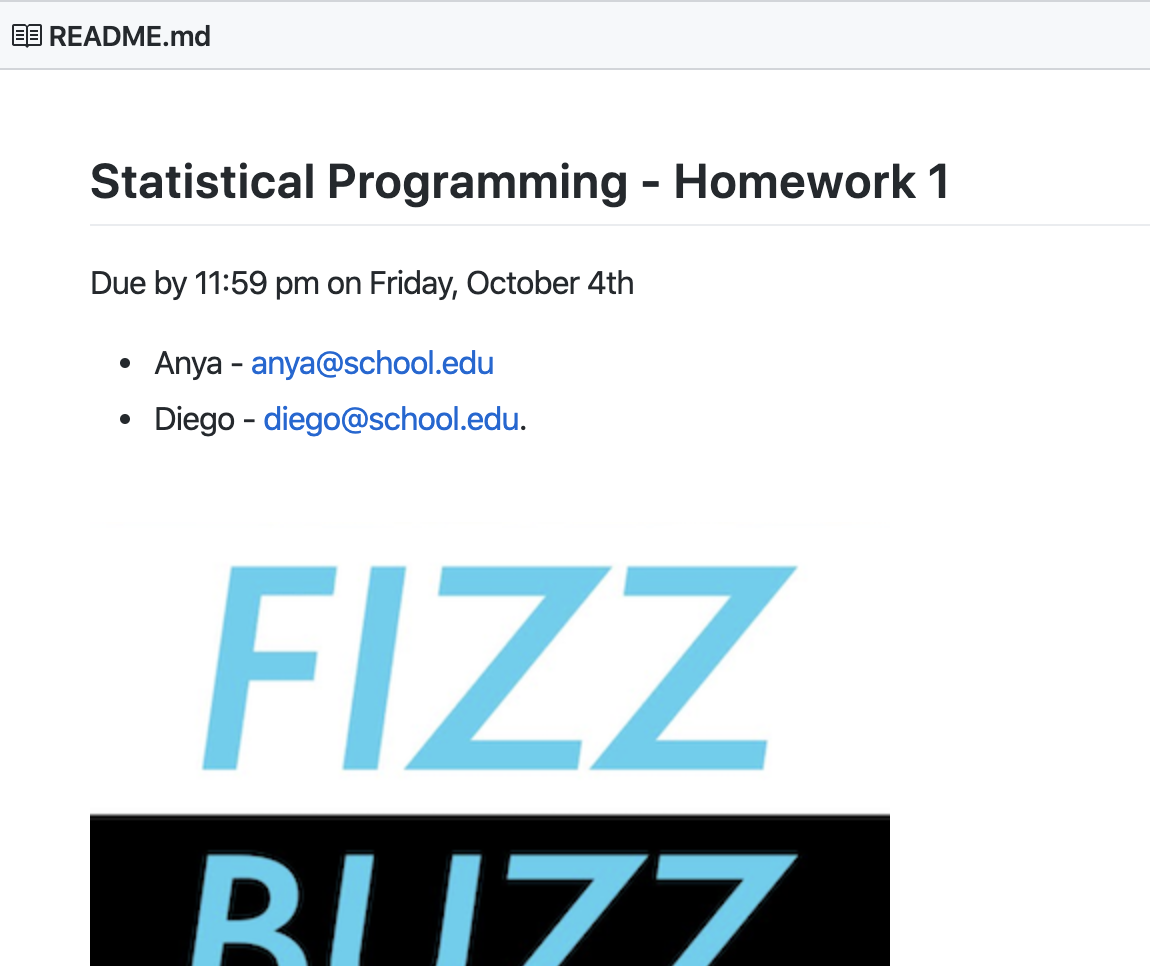 README.md
Statistical Programming - Homework 1
Due by 11:59 pm on Friday, October 4th
• Anya - anya@school.edu
• Diego - diego@school.edu.
FIZZ
BUZZ